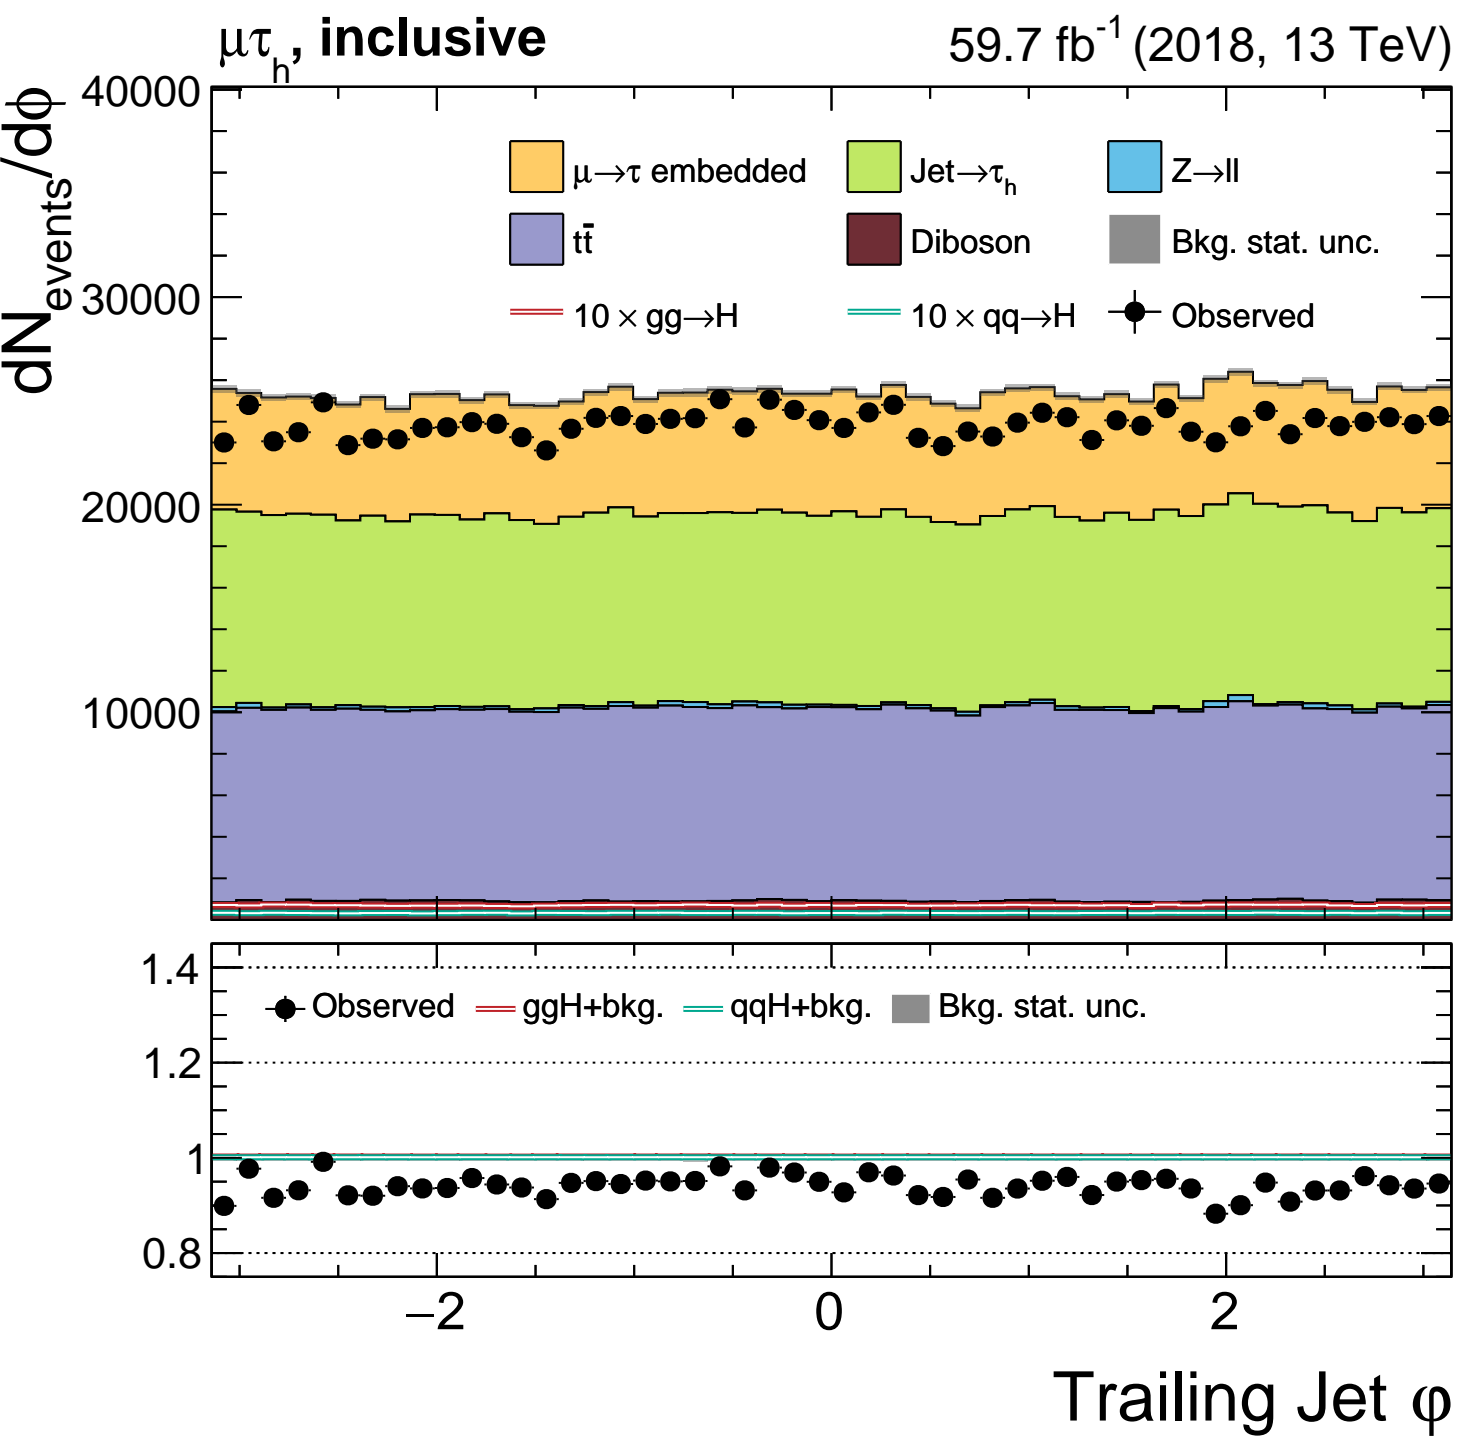 μτh, inclusive 59.7 fb-1 (2018, 13 TeV)
dNevents/dϕ
40000
30000
20000
10000
μ→τ embedded Jet→τh Z→ll
tt̄ Diboson Bkg. stat. unc.
10 × gg→H 10 × qq→H Observed
1.4
1.2
1
0.8
Observed ggH+bkg. qqH+bkg. Bkg. stat. unc.
−2 0 2
Trailing Jet φ